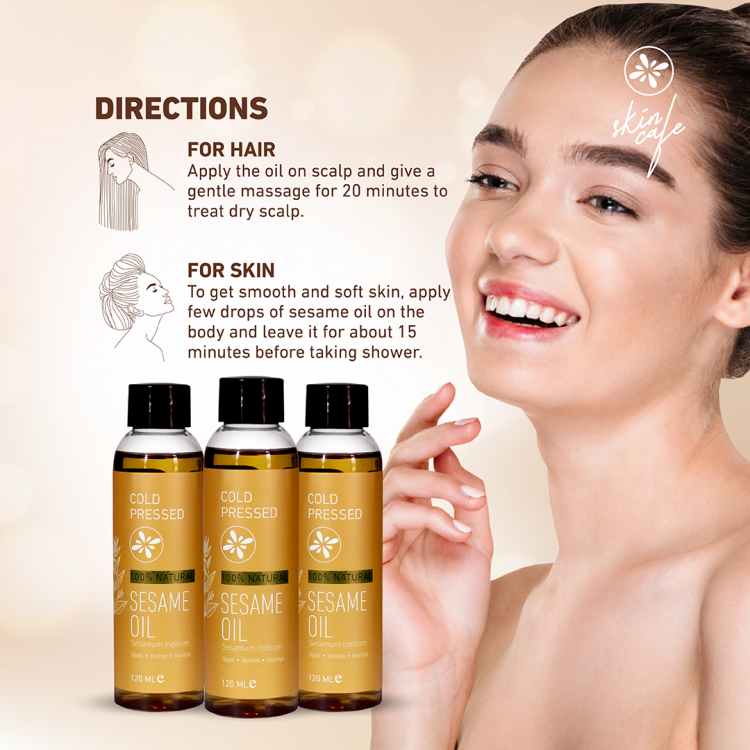 skin
cafe
DIRECTIONS
FOR HAIR
Apply the oil on scalp and give a
gentle massage for 20 minutes to
treat dry scalp.
FOR SKIN
To get smooth and soft skin, apply
few drops of sesame oil on the
body and leave it for about 15
minutes before taking shower.
COLD
PRESSED
100% NATURAL
SESAME
OIL
Sesamum indicum
120 ML e
COLD
PRESSED
100% NATURAL
SESAME
OIL
Sesamum indicum
120 ML e
COLD
PRESSED
100% NATURAL
SESAME
OIL
Sesamum indicum
120 ML e